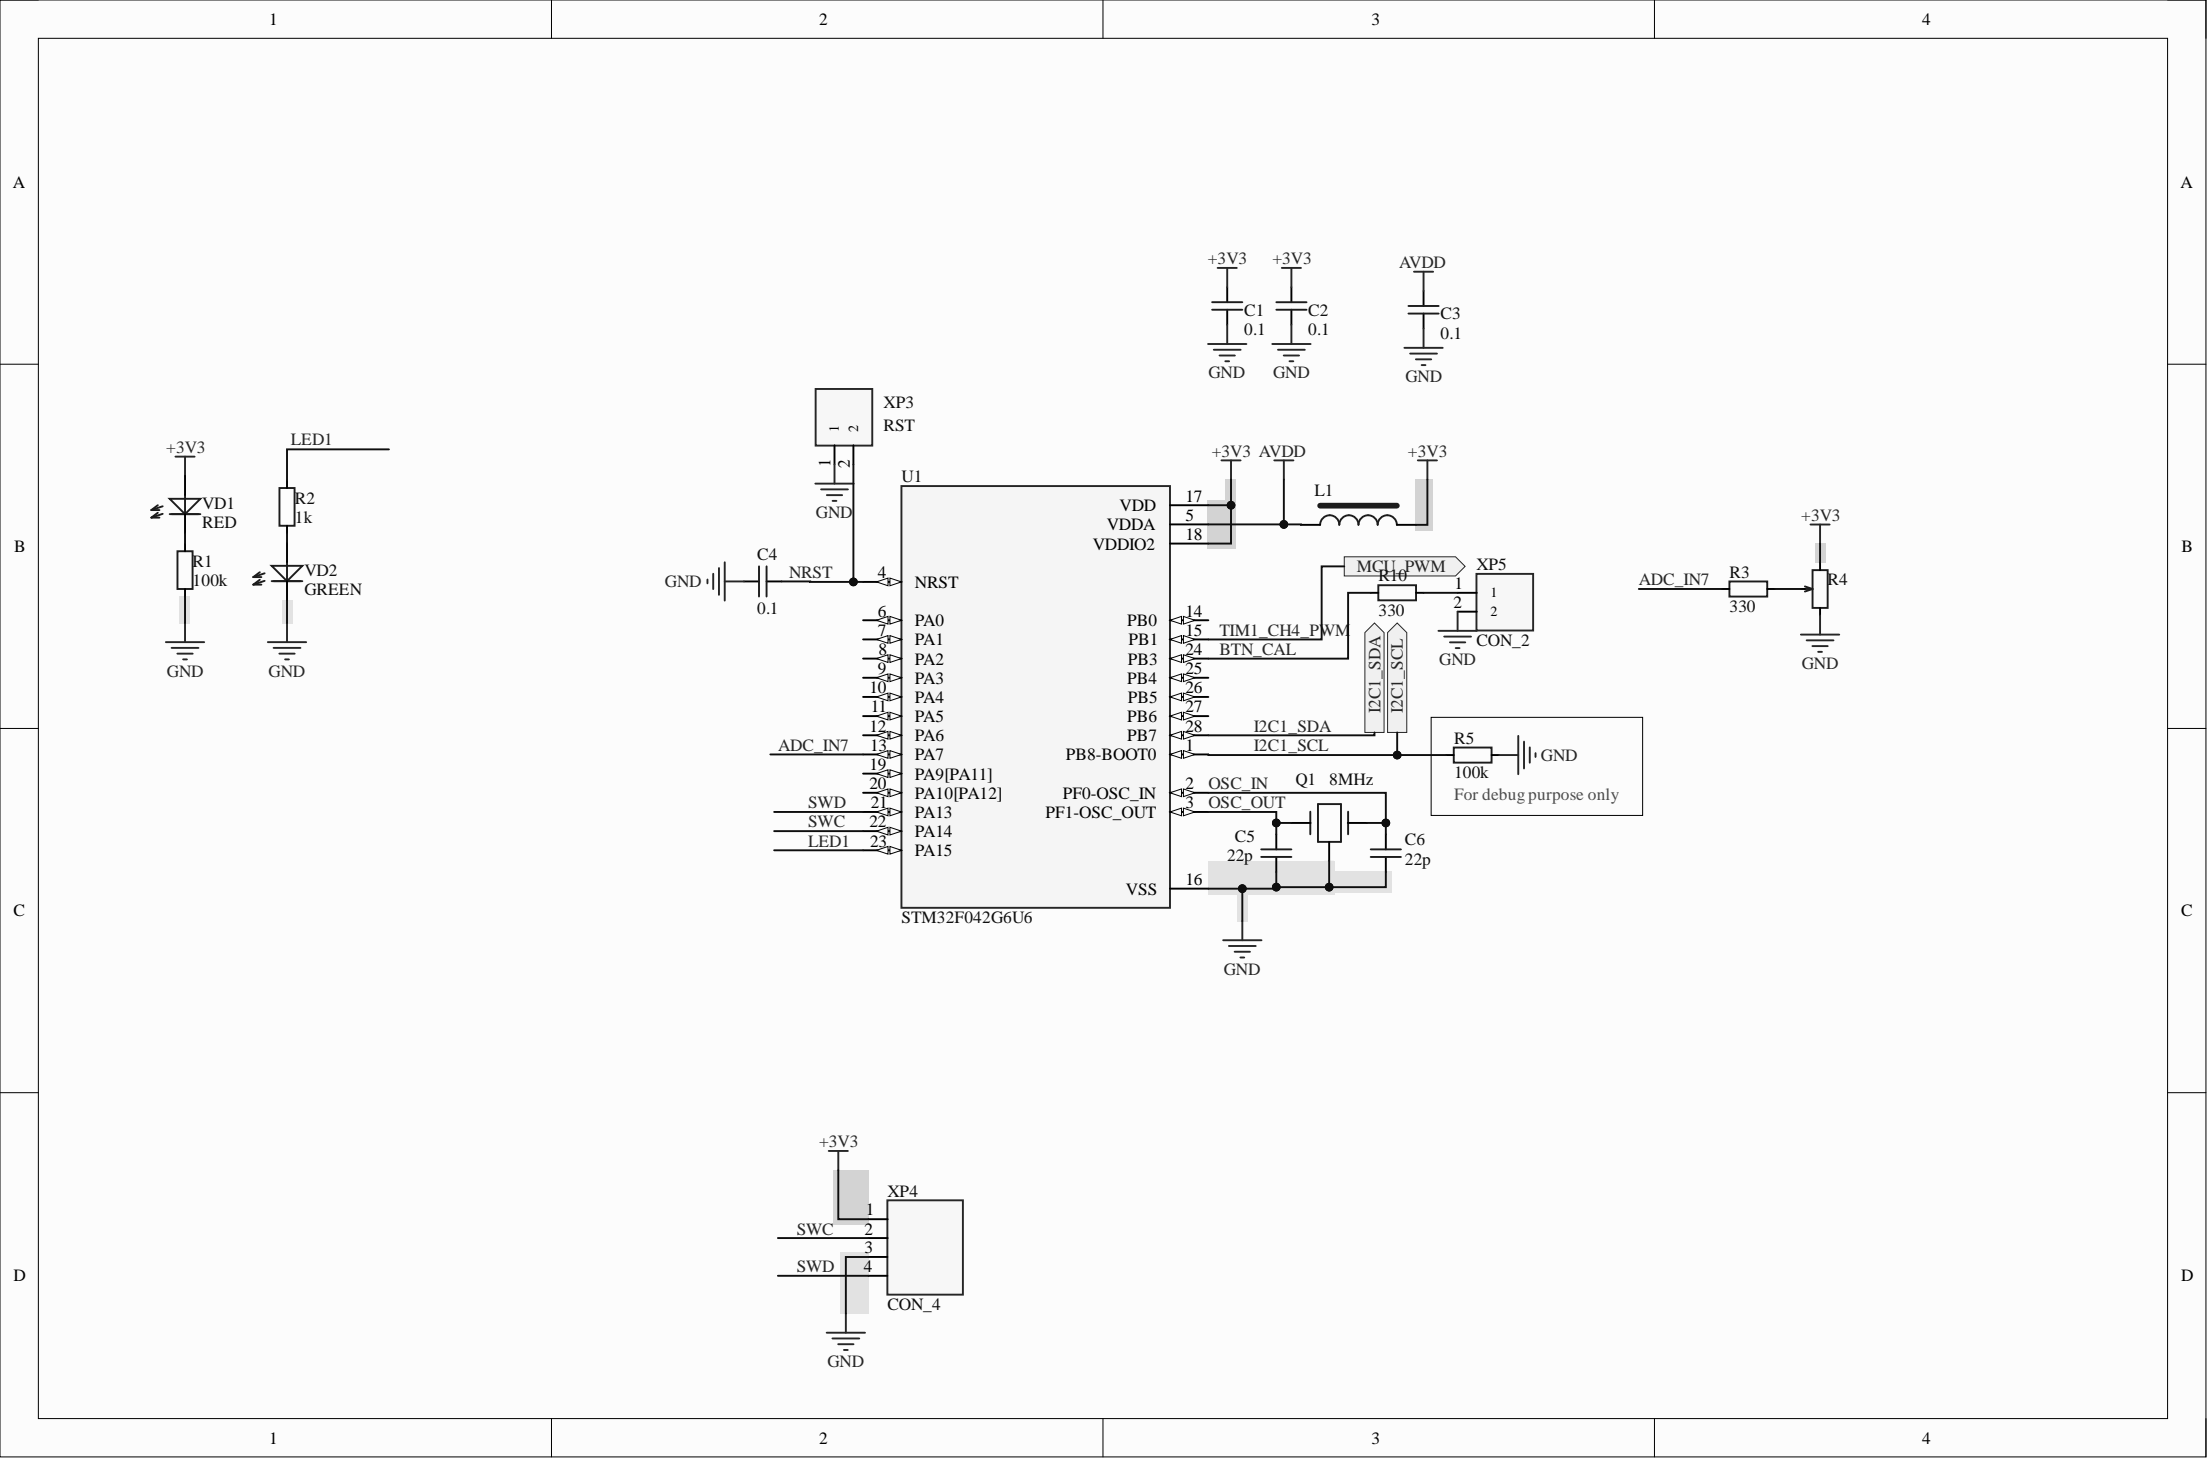 1 2 3 4
A A
+3V3 +3V3 AVDD
C1 C2 C3
0.1 0.1 0.1
GND GND GND
XP3
RST
1 2
1 2
GND
+3V3
VD1
RED
R1
100k
GND
LED1
R2
1k
VD2
GREEN
GND
B B
+3V3 AVDD +3V3
L1
U1
VDD 17
VDDA 5
VDDIO2 18
C4
GND NRST 4 NRST
0.1
6 PA0
7 PA1
8 PA2
9 PA3
10 PA4
11 PA5
12 PA6
ADC_IN7 13 PA7
19 PA9[PA11]
20 PA10[PA12]
SWD 21 PA13
SWC 22 PA14
LED1 23 PA15
PB0 14
PB1 15 TIM1_CH4_PWM
PB3 24 BTN_CAL
PB4 25
PB5 26
PB6 27
PB7 28 I2C1_SDA
PB8-BOOT0 1 I2C1_SCL
PF0-OSC_IN 2 OSC_IN
PF1-OSC_OUT 3 OSC_OUT
VSS 16
STM32F042G6U6
MCU_PWM
R10
330
XP5
1 1
2 2
CON_2
GND
I2C1_SDA
I2C1_SCL
R5
100k
GND
For debug purpose only
Q1 8MHz
C5
22p
C6
22p
GND
+3V3
ADC_IN7 R3
330
R4
GND
C C
+3V3
XP4
1
SWC 2
3
SWD 4
CON_4
GND
D D
1 2 3 4